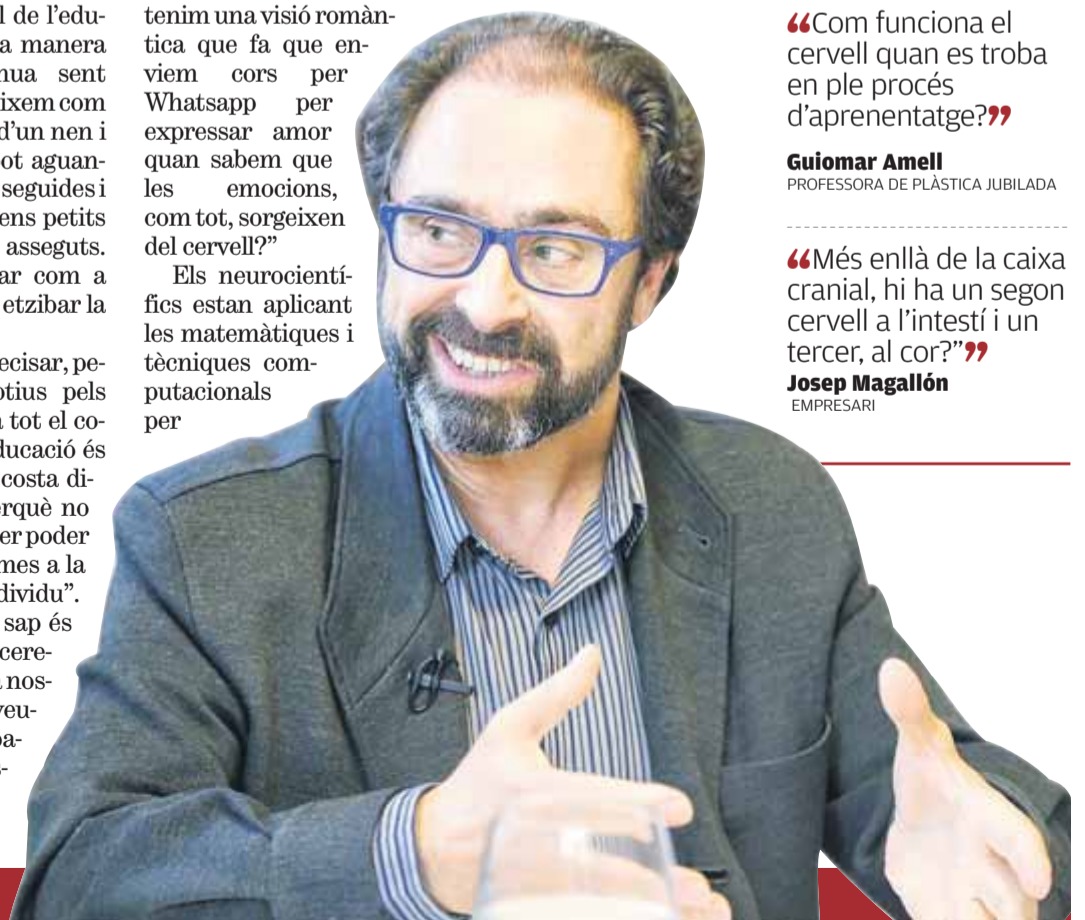 l de l’edu-
a manera
nua sent
ixem com
d’un nen i
ot aguan-
seguides i
ens petits
asseguts.
ar com a
etzibar la
ecisar, pe-
otius pels
tot el co-
ducació és
costa di-
erquè no
er poder
mes a la
dividu”.
sap és
cere-
nos-
veu-
pa-
tenim una visió romàn-
tica que fa que en-
viem cors per
Whatsapp per
expressar amor
quan sabem que
les emocions,
com tot, sorgeixen
del cervell?”
Els neurocientí-
fics estan aplicant
les matemàtiques i
tècniques com-
putacionals
per
“Com funciona el
cervell quan es troba
en ple procés
d’aprenentatge?”
Guiomar Amell
PROFESSORA DE PLÀSTICA JUBILADA
“Més enllà de la caixa
cranial, hi ha un segon
cervell a l’intestí i un
tercer, al cor?””
Josep Magallón
EMPRESARI